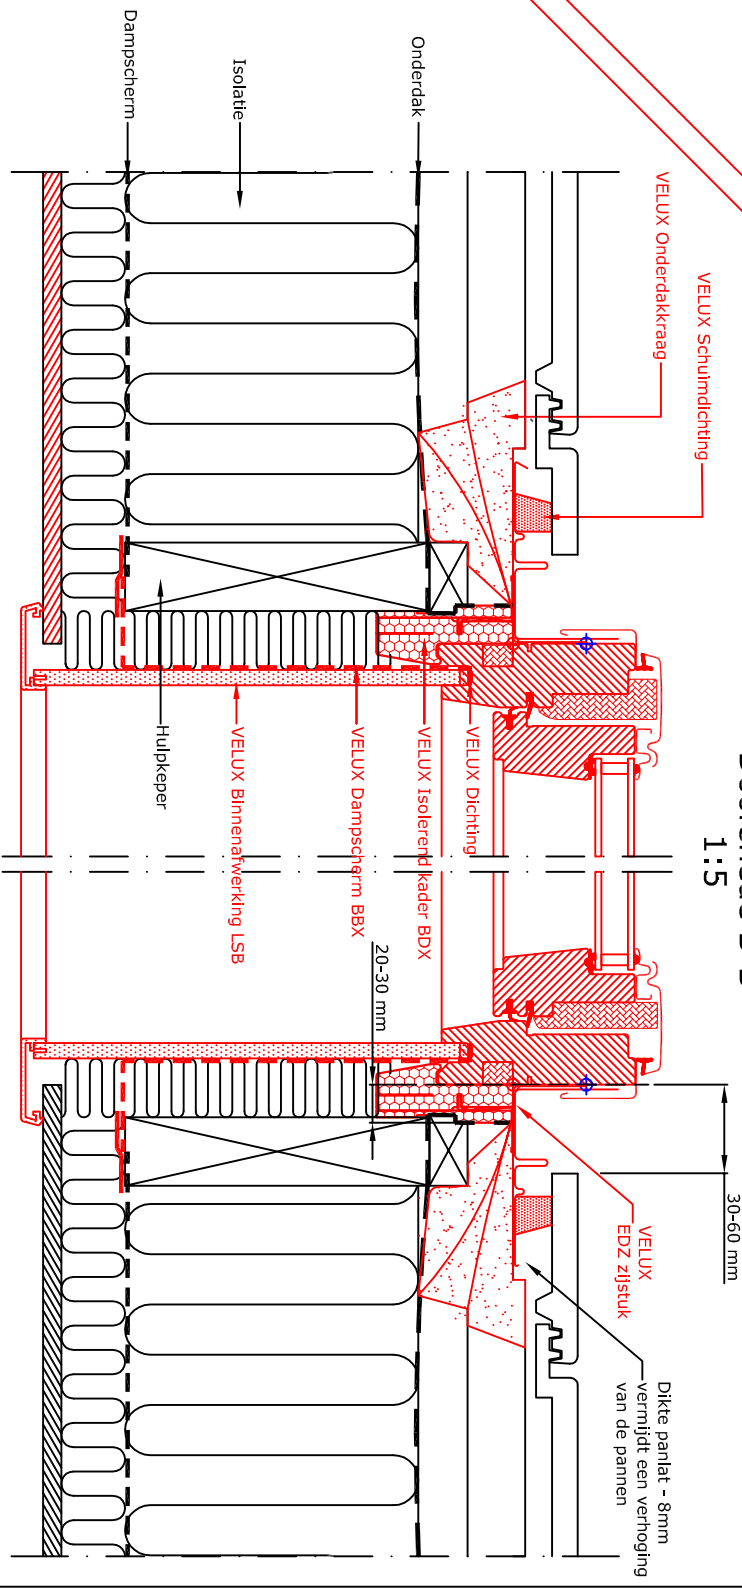 1:5
VELUX Schuimdichting
VELUX Onderdakkraag
Onderdak
Isolatie
Dampscherm
VELUX Dichting
VELUX Isolerend kader BDX
VELUX Dampscherm BBX
VELUX Binnenafwerking LSB
Hulpkeper
20-30 mm
30-60 mm
VELUX
EDZ zijstuk
Dikte panlat - 8mm
vermijdt een verhoging
van de pannen